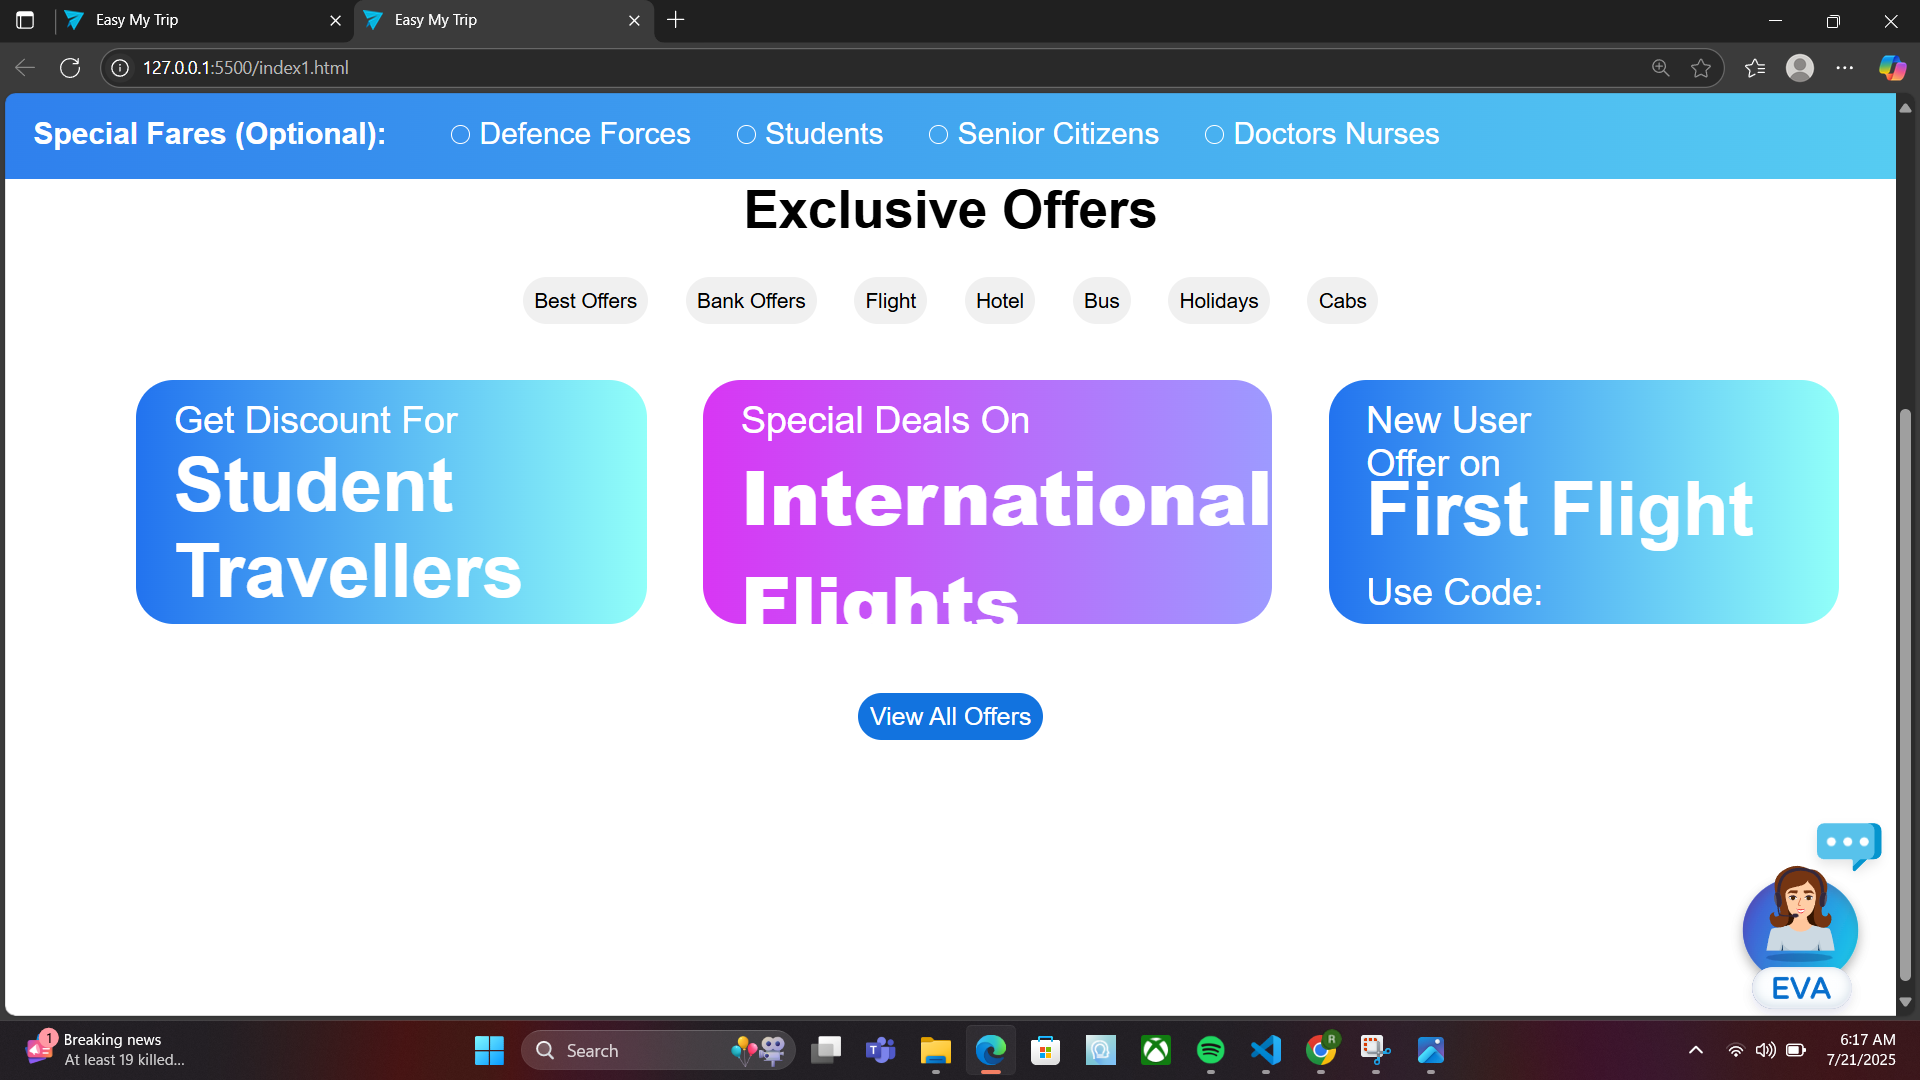 Easy My Trip
Easy My Trip
127.0.0.1:5500/index1.html
Special Fares (Optional): Defence Forces Students Senior Citizens Doctors Nurses
Exclusive Offers
Best Offers Bank Offers Flight Hotel Bus Holidays Cabs
Get Discount For
Student
Travellers
Special Deals On
International
Flights
New User
Offer on
First Flight
Use Code:
View All Offers
EVA
1
Breaking news
At least 19 killed...
Search
T
R
6:17 AM
7/21/2025